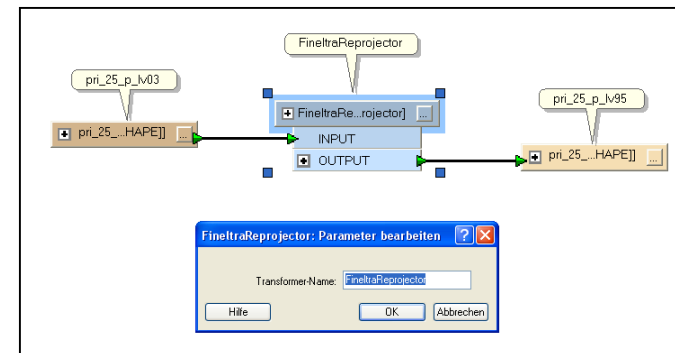 FineltraReprojector
pri_25_p_lv03
pri_25_p_lv95
FineltraRe...rojector] ...
pri_25_...HAPE]] ...
INPUT
OUTPUT
pri_25_...HAPE]] ...
FineltraReprojector: Parameter bearbeiten
Transformer-Name: FineltraReprojector
Hilfe OK Abbrechen